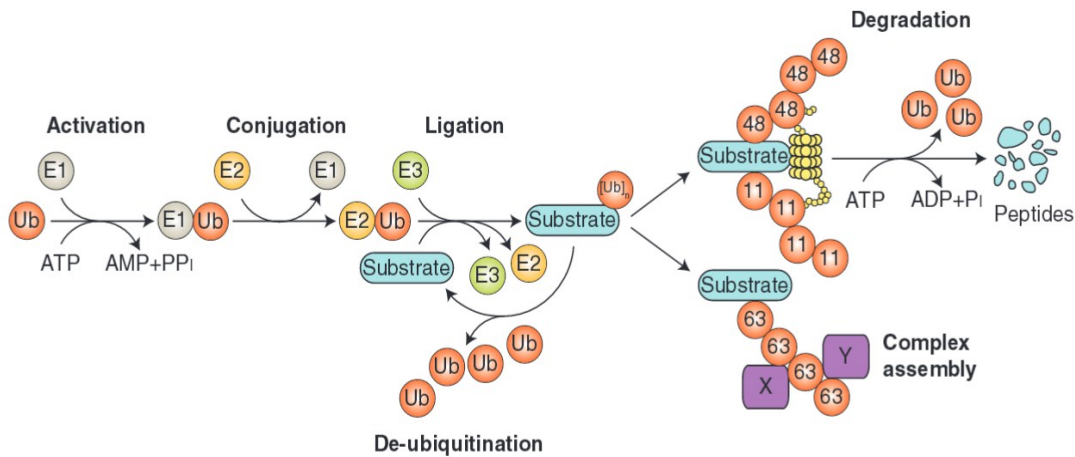 Degradation
Activation
Conjugation
Ligation
E1
E2
E1
E3
Ub
E1
Ub
E2
Ub
ATP
AMP+PPI
Substrate
E3
E2
[Ub]n
Substrate
48
48
48
48
Substrate
11
11
11
11
Ub
Ub
Ub
ATP
ADP+PI
Peptides
Substrate
63
63
63
63
X
Y
Complex
assembly
Ub
Ub
Ub
Ub
De-ubiquitination